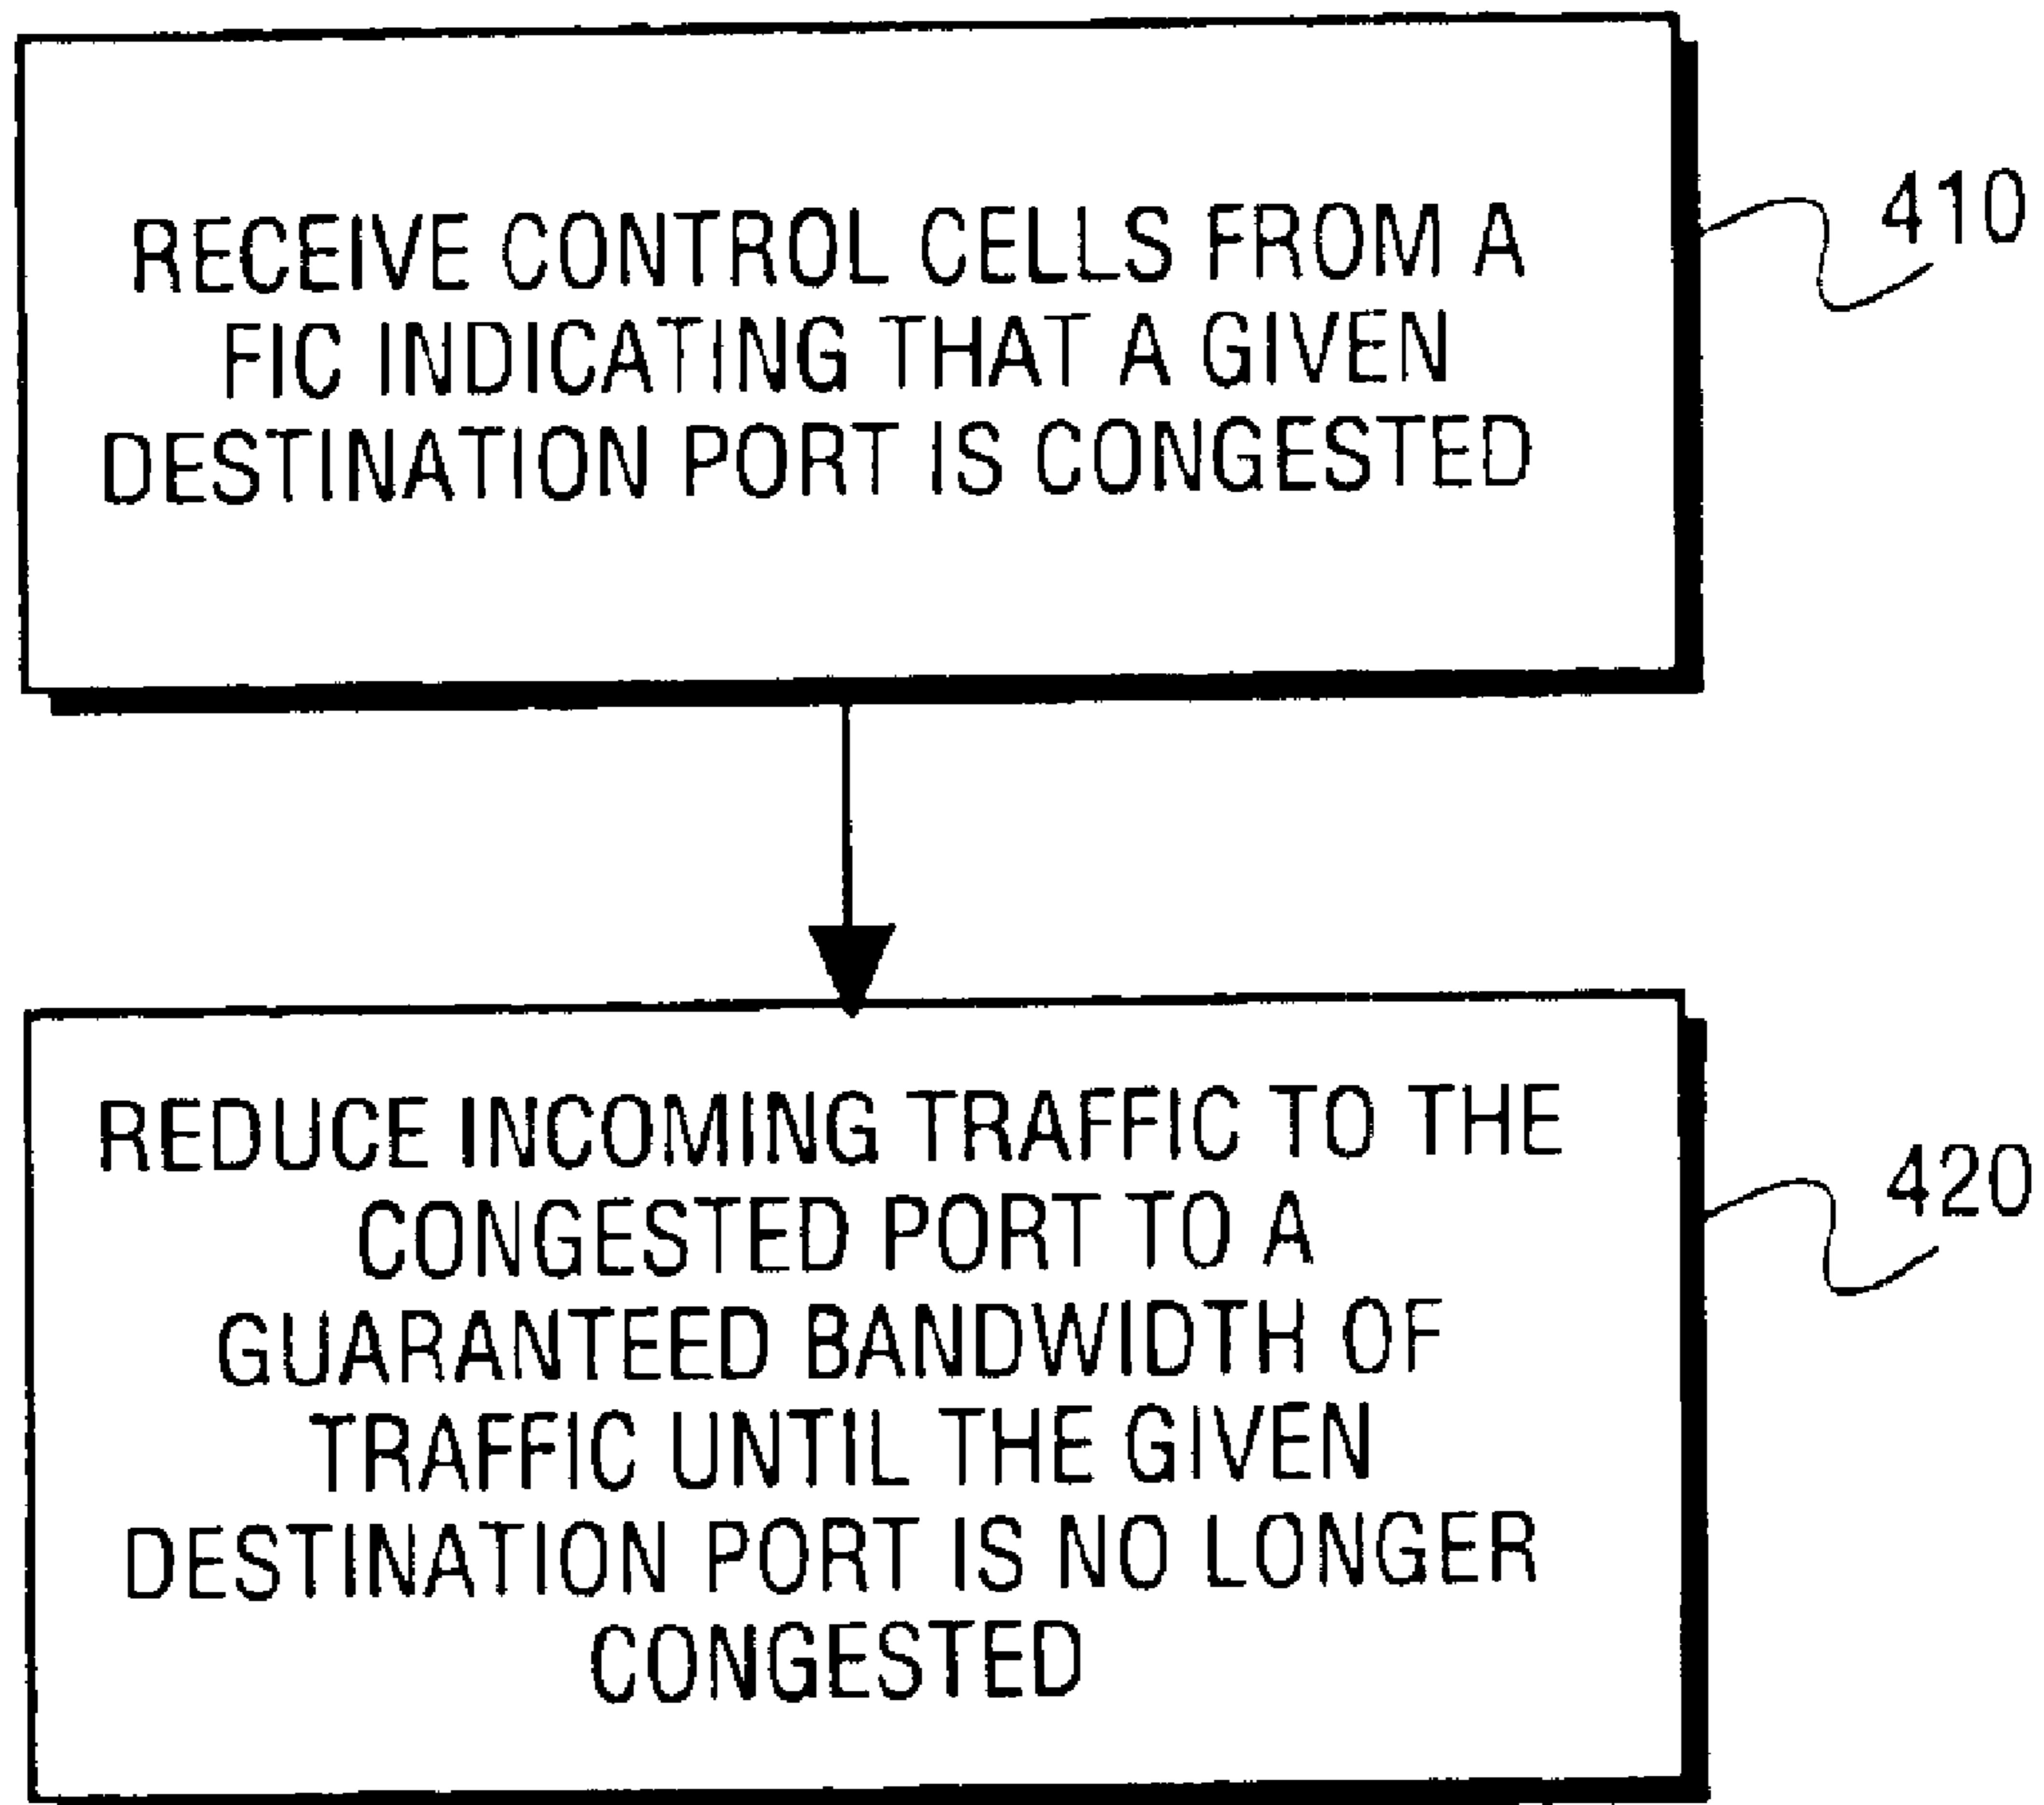 RECEIVE CONTROL CELLS FROM A
FIC INDICATING THAT A GIVEN
DESTINATION PORT IS CONGESTED
410
REDUCE INCOMING TRAFFIC TO THE
CONGESTED PORT TO A
GUARANTEED BANDWIDTH OF
TRAFFIC UNTIL THE GIVEN
DESTINATION PORT IS NO LONGER
CONGESTED
420